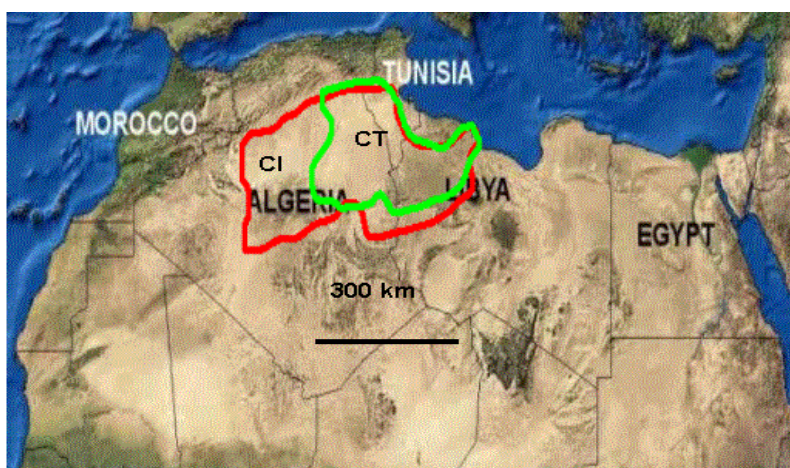 TUNISIA
MOROCCO
CT
CI
ALGERIA
LIBYA
EGYPT
300 km